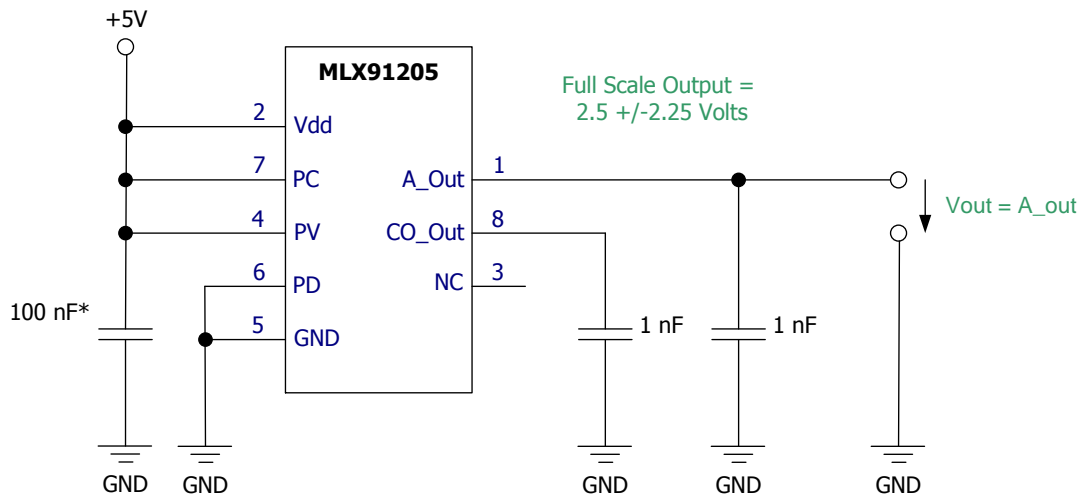 +5V
MLX91205
Full Scale Output =
2.5 +/-2.25 Volts
2
Vdd
7
PC
A_Out
1
Vout = A_out
4
PV
CO_Out
8
6
PD
NC
3
100 nF*
5
GND
1 nF
1 nF
GND
GND
GND
GND
GND